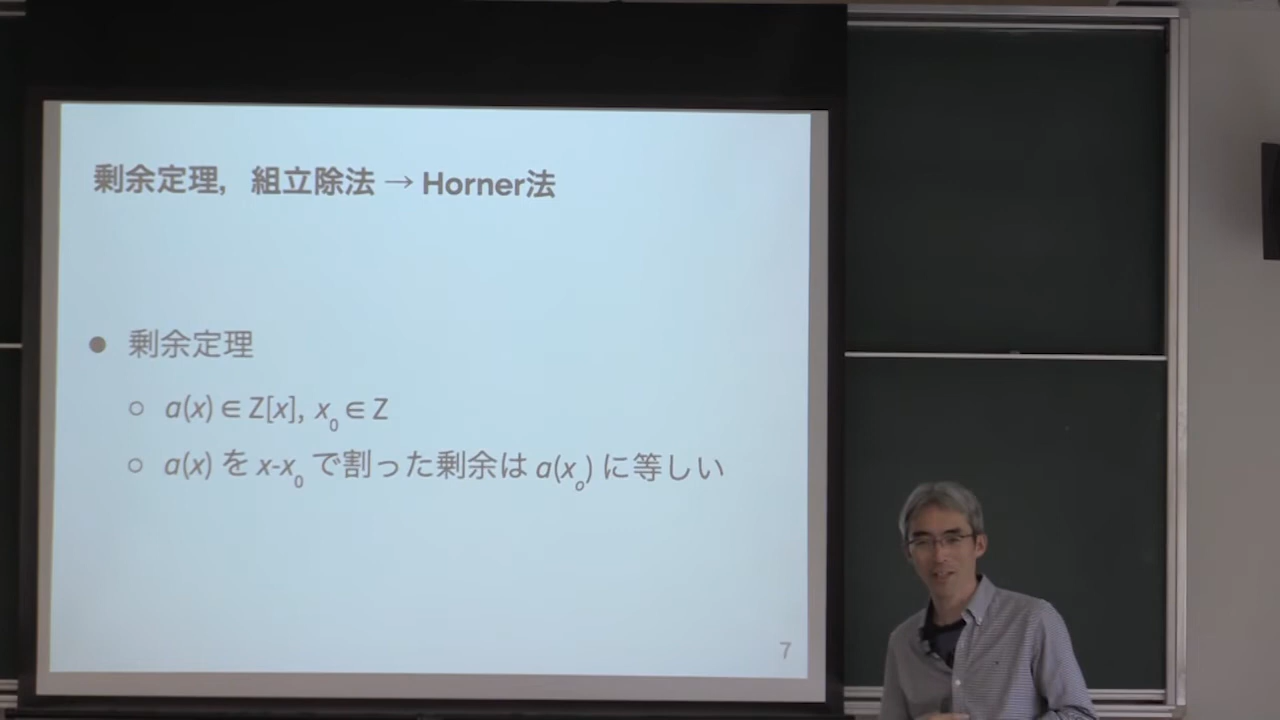 剰余定理，組立除法 → Horner法
● 剰余定理
○ a(x) ∈ Z[x], x₀ ∈ Z
○ a(x) を x-x₀ で割った剰余は a(xₒ) に等しい
7